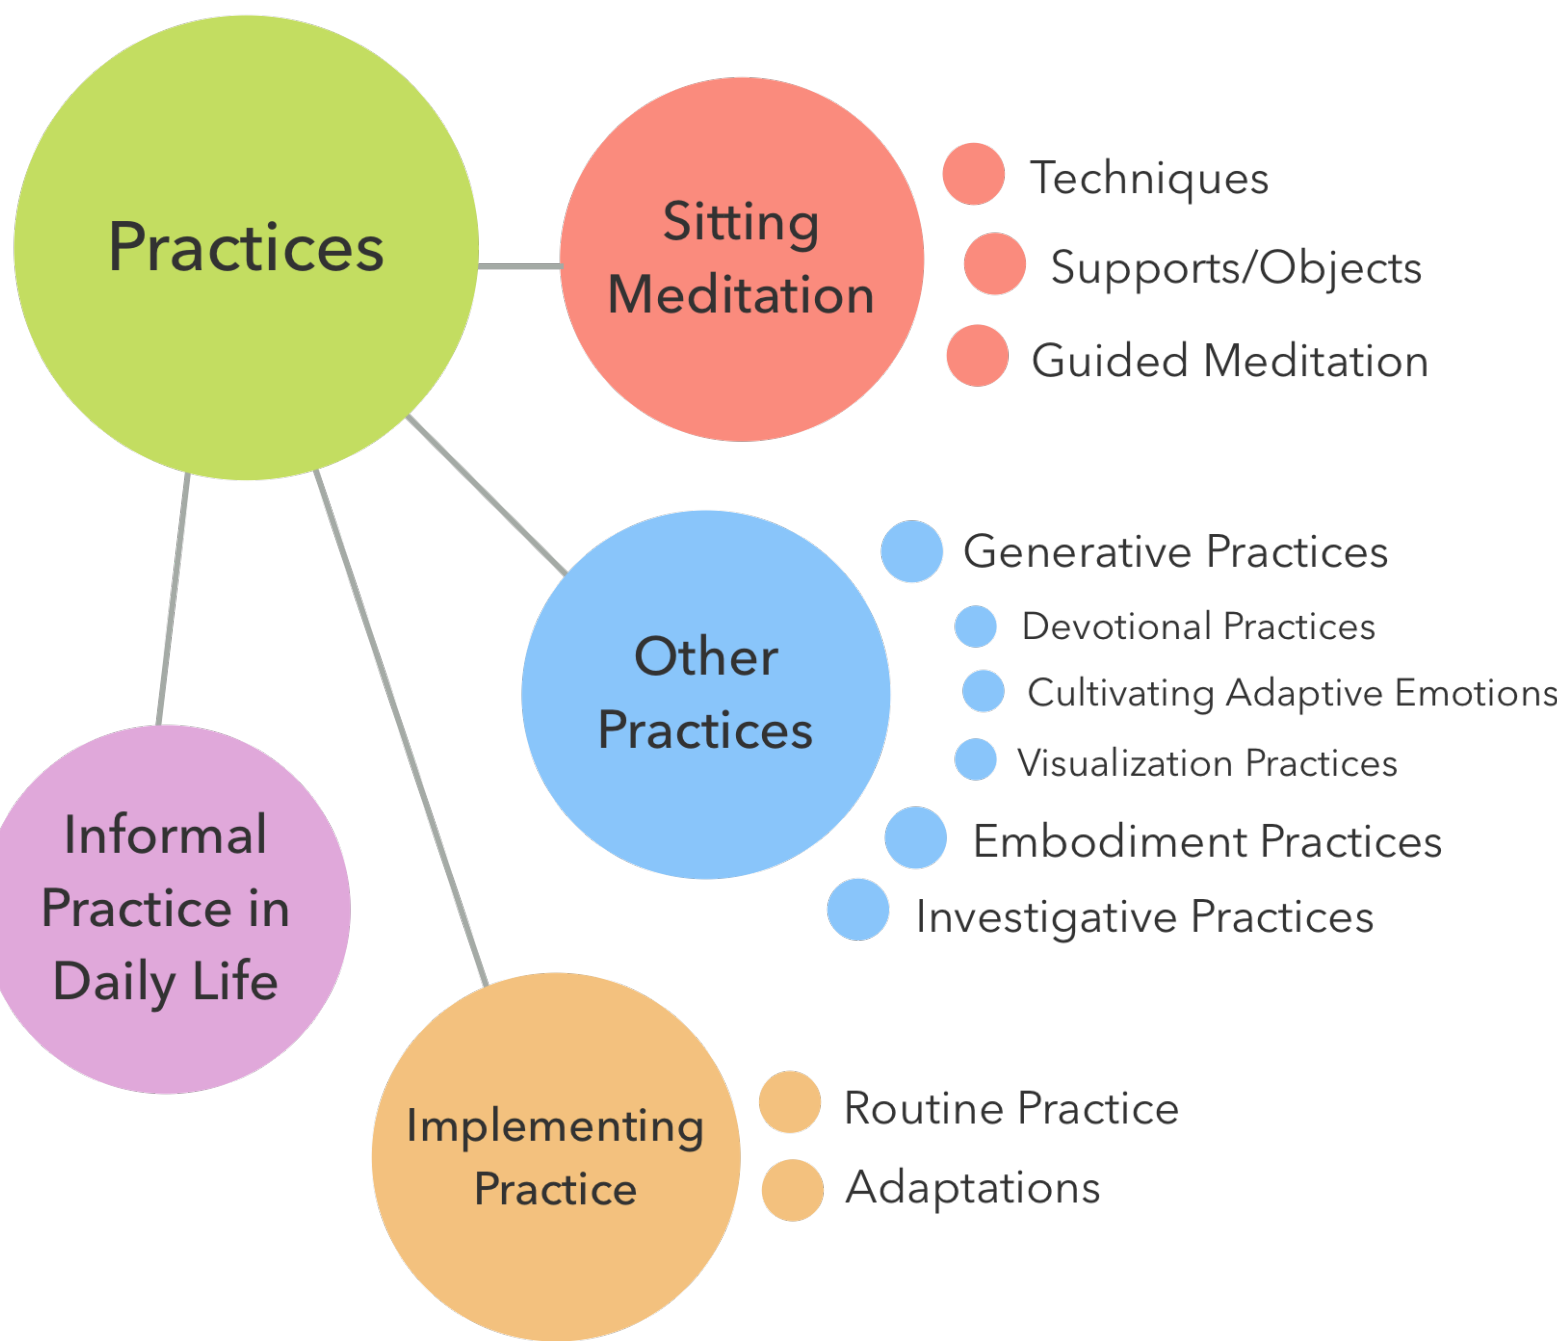 Practices
Sitting
Meditation
Techniques
Supports/Objects
Guided Meditation
Other
Practices
Generative Practices
Devotional Practices
Cultivating Adaptive Emotions
Visualization Practices
Embodiment Practices
Investigative Practices
Informal
Practice in
Daily Life
Implementing
Practice
Routine Practice
Adaptations